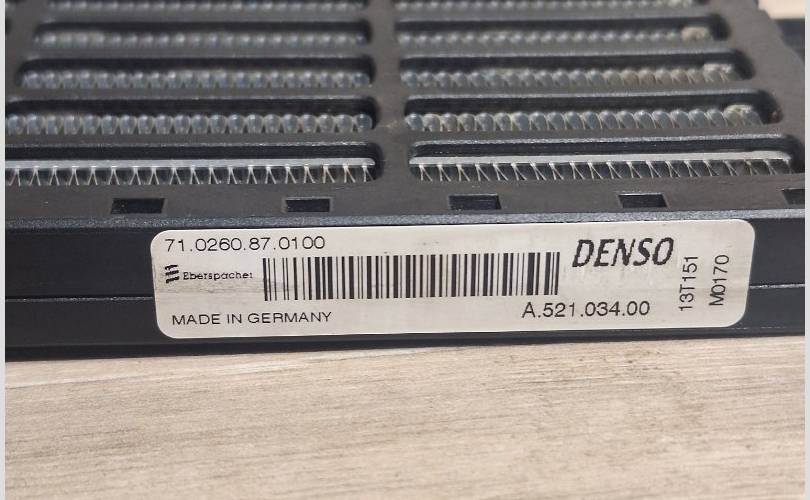 71.0260.87.0100
DENSO
Eberspächer
MADE IN GERMANY
A.521.034.00
13T151
M0170